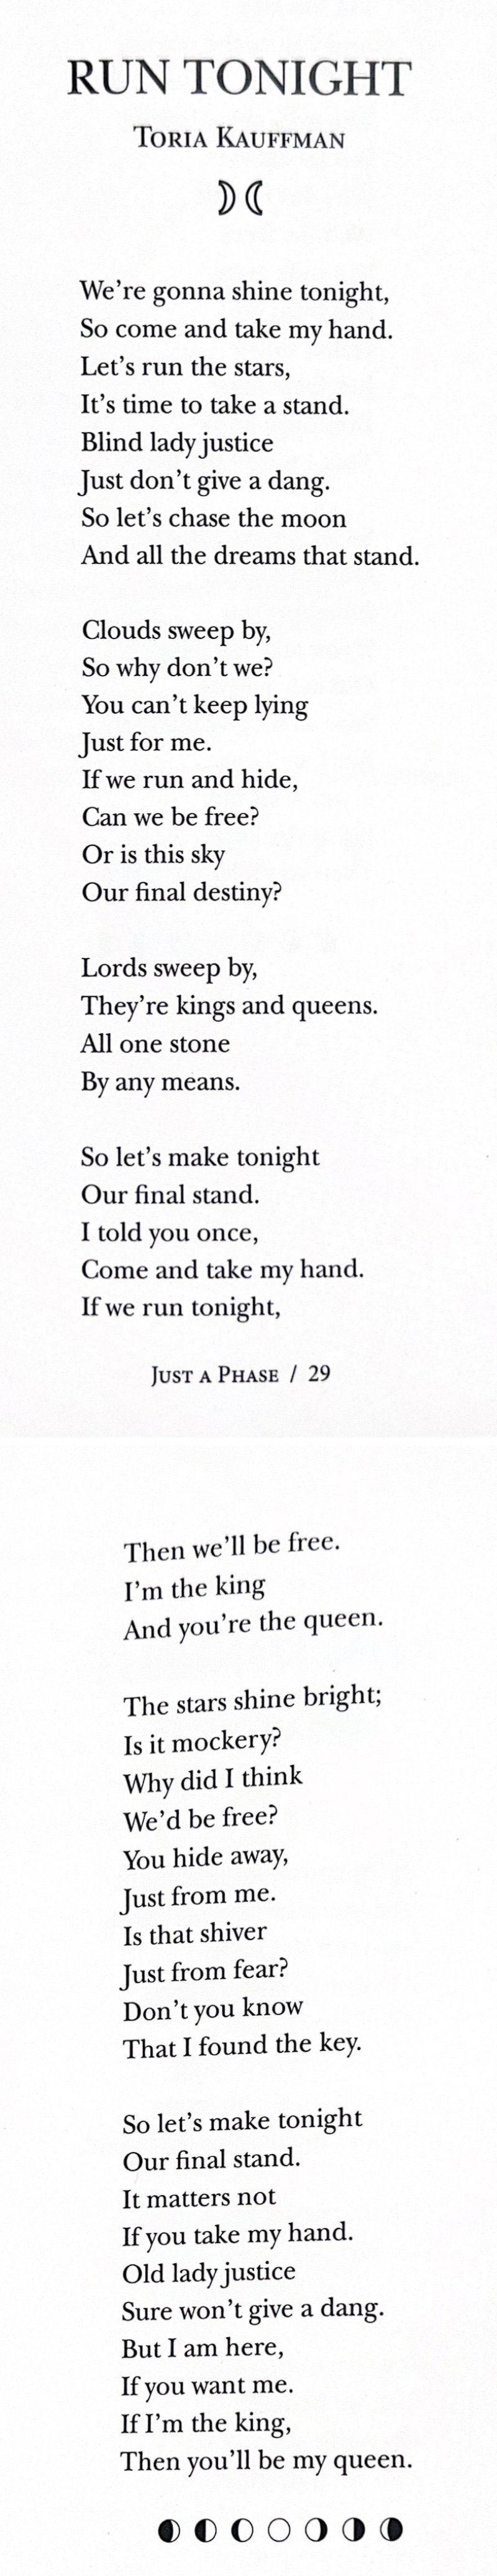 RUN TONIGHT
Toria Kauffman
We're gonna shine tonight,
So come and take my hand.
Let's run the stars,
It's time to take a stand.
Blind lady justice
Just don't give a dang.
So let's chase the moon
And all the dreams that stand.
Clouds sweep by,
So why don't we?
You can't keep lying
Just for me.
If we run and hide,
Can we be free?
Or is this sky
Our final destiny?
Lords sweep by,
They're kings and queens.
All one stone
By any means.
So let's make tonight
Our final stand.
I told you once,
Come and take my hand.
If we run tonight,
Just a Phase / 29
Then we'll be free.
I'm the king
And you're the queen.
The stars shine bright;
Is it mockery?
Why did I think
We'd be free?
You hide away,
Just from me.
Is that shiver
Just from fear?
Don't you know
That I found the key.
So let's make tonight
Our final stand.
It matters not
If you take my hand.
Old lady justice
Sure won't give a dang.
But I am here,
If you want me.
If I'm the king,
Then you'll be my queen.